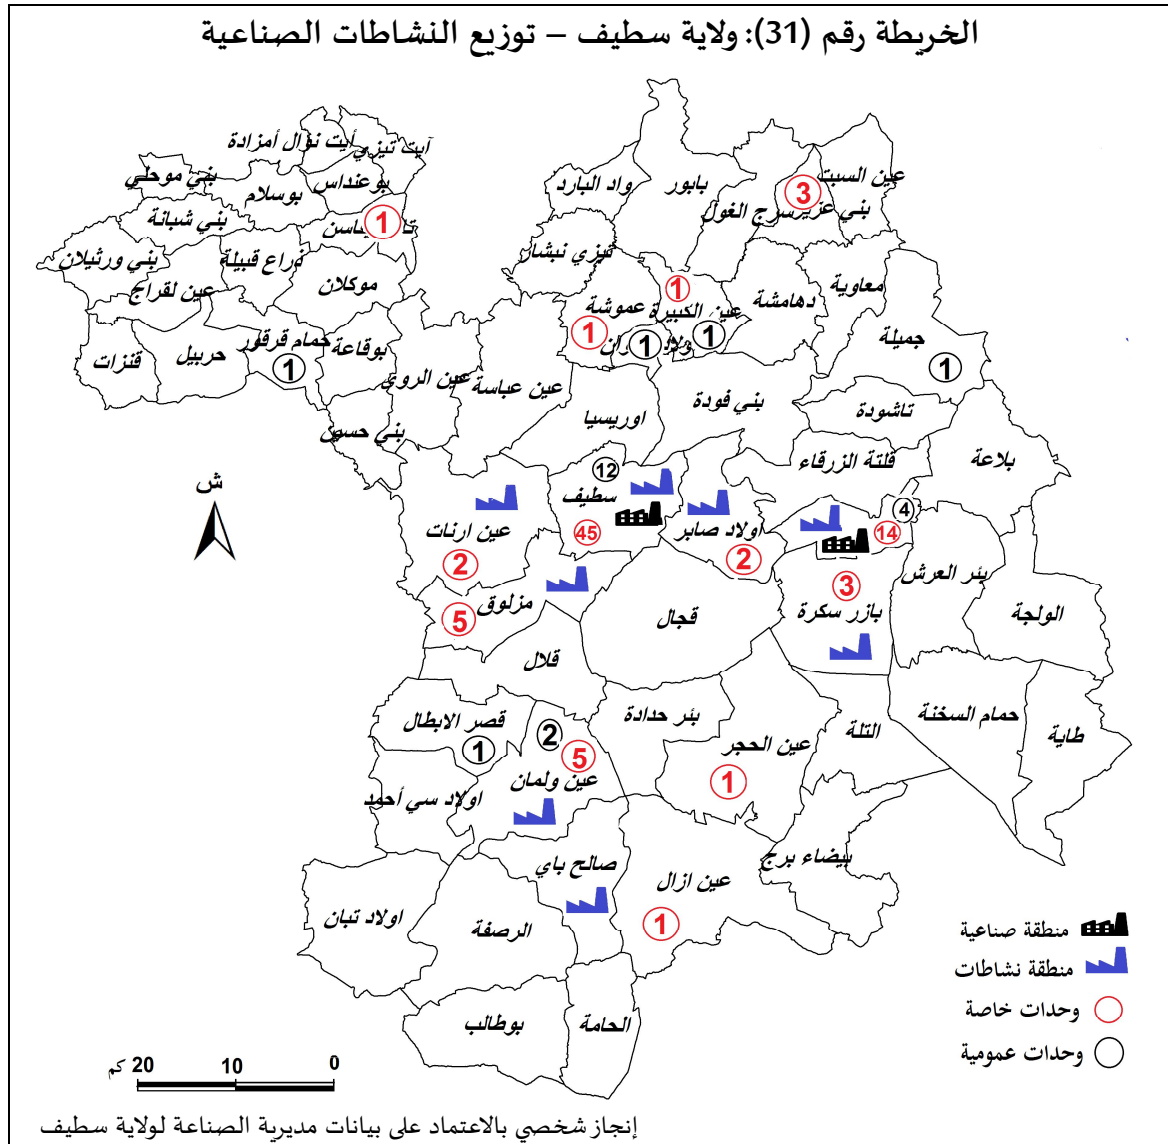 الخريطة رقم (31): ولاية سطيف – توزيع النشاطات الصناعية
آيت تيزي
أيت نوال أمزادة
بني موحلي
بوسلام
بوعنداس
بني شبانة
1
بني ورثيلان
عين لقراج
ذراع قبيلة
موكلان
قنزات
حربيل
حمام قرقور
1
بوقاعة
بني حسين
عين الروى
عين عباسة
واد البارد
بابور
تيزي نبشار
عين السبت
3
سرج الغول
بني عزيز
معاوية
دهامشة
عموشة
1
1
عين الكبيرة
1
1
جميلة
1
اوريسيا
بني فودة
تاشودة
بلاعة
قلتة الزرقاء
12
سطيف
45
عين ارنات
2
اولاد صابر
2
4
14
3
بازر سكرة
بئر العرش
الولجة
مزلوق
5
قجال
قلال
قصر الابطال
1
2
5
عين ولمان
اولاد سي أحمد
بئر حدادة
عين الحجر
1
التلة
حمام السخنة
طاية
بيضاء برج
صالح باي
عين ازال
1
اولاد تبان
الرصفة
بوطالب
الحامة
ش
منطقة صناعية
منطقة نشاطات
وحدات خاصة
وحدات عمومية
كم 20 10 0
إنجاز شخصي بالاعتماد على بيانات مديرية الصناعة لولاية سطيف